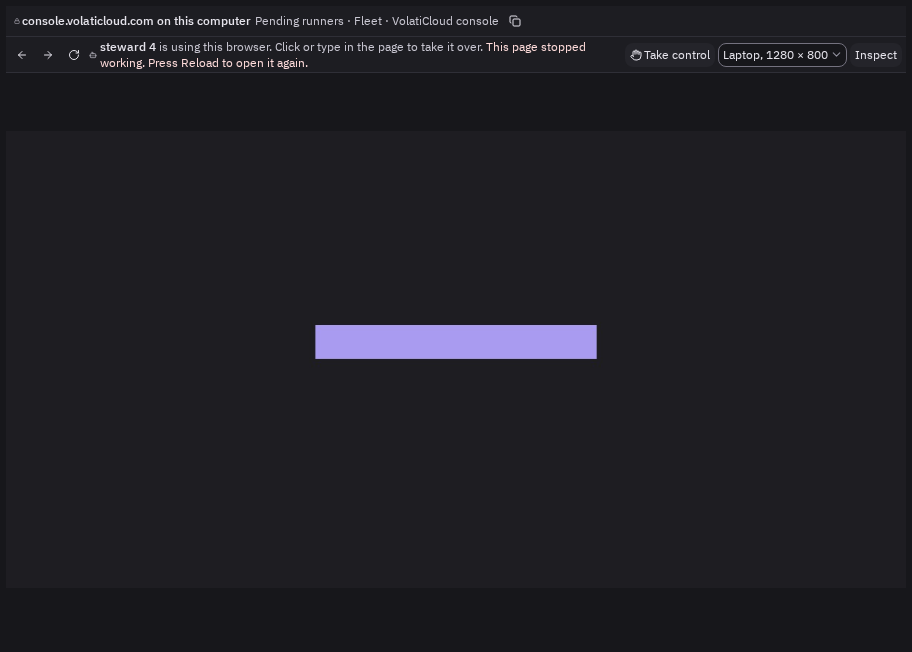 console.volaticloud.com on this computer Pending runners · Fleet · VolatiCloud console
steward 4 is using this browser. Click or type in the page to take it over. This page stopped
working. Press Reload to open it again.
Take control
Laptop, 1280 × 800
Inspect